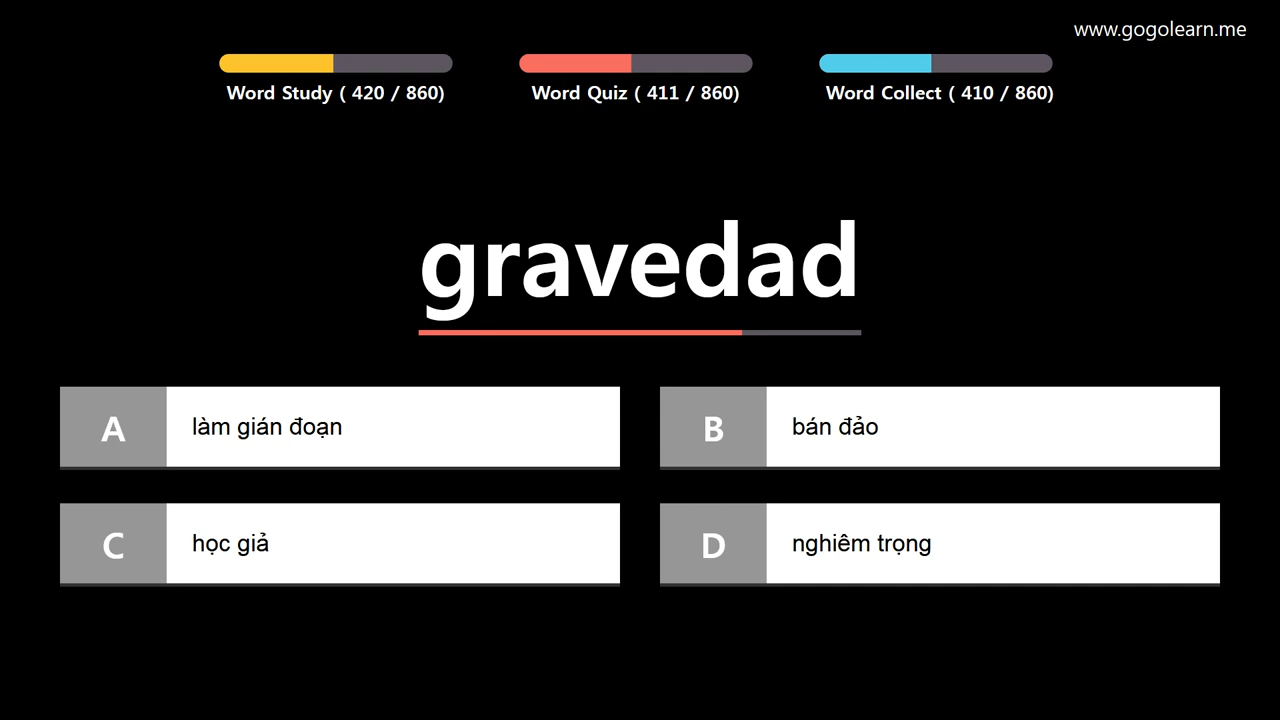 www.gogolearn.me
Word Study ( 420 / 860)
Word Quiz ( 411 / 860)
Word Collect ( 410 / 860)
gravedad
A
làm gián đoạn
B
bán đảo
C
học giả
D
nghiêm trọng